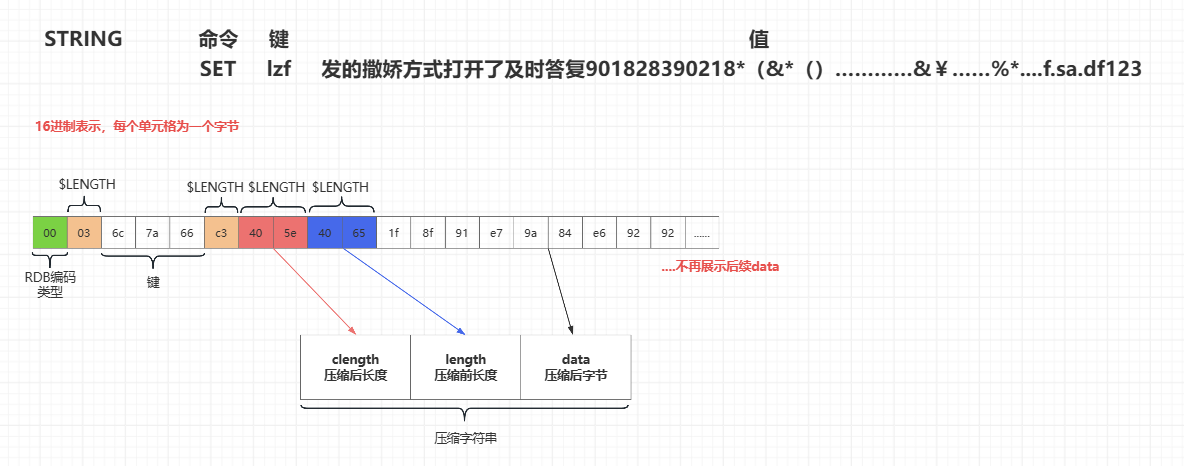 STRING 命令 键 值
SET lzf 发的撒娇方式打开了及时答复901828390218*（&*（）…………&￥……%*....f.sa.df123
16进制表示，每个单元格为一个字节
$LENGTH $LENGTH $LENGTH $LENGTH
00 03 6c 7a 66 c3 40 5e 40 65 1f 8f 91 e7 9a 84 e6 92 92 ......
RDB编码
类型
键
....不再展示后续data
clength length data
压缩后长度 压缩前长度 压缩后字节
压缩字符串